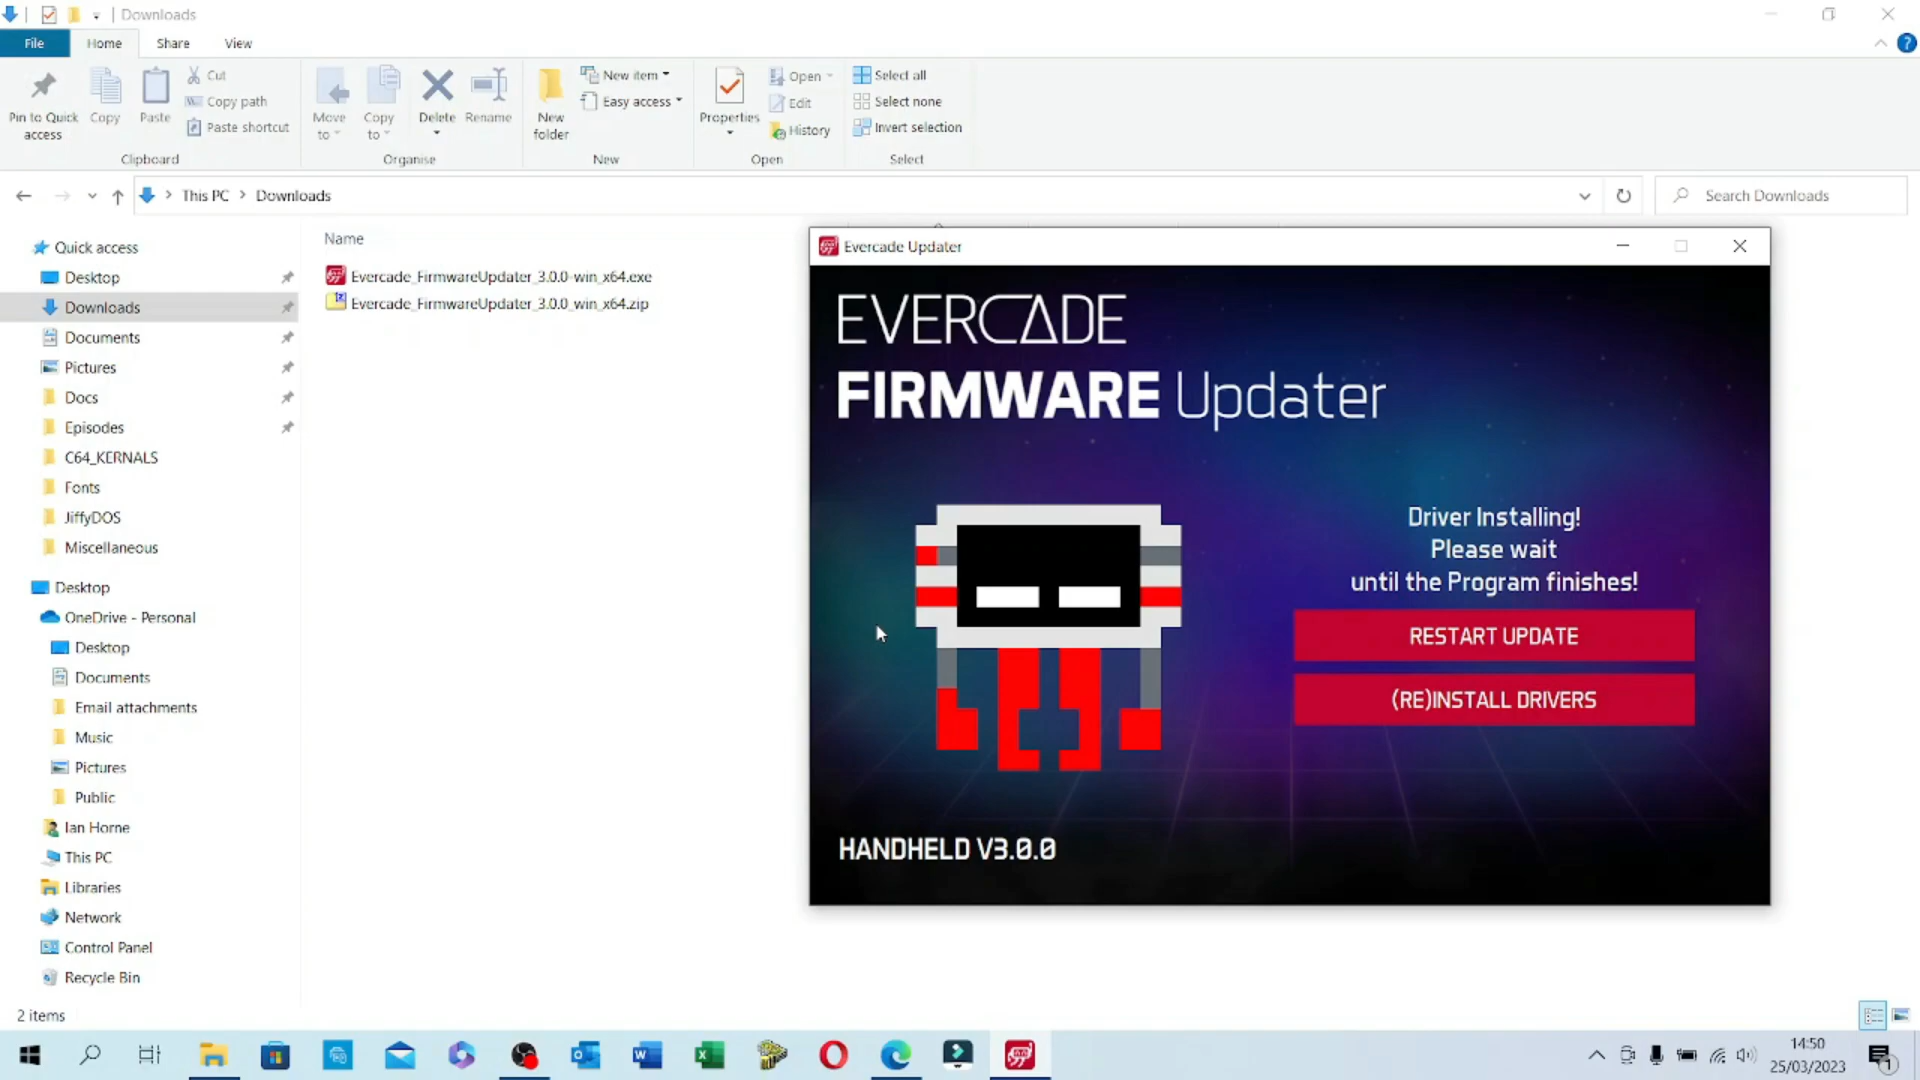 Downloads
File
Home
Share
View
Pin to Quick
access
Copy
Paste
Cut
Copy path
Paste shortcut
Clipboard
Move
to
Copy
to
Delete
Rename
Organise
New
folder
New item
Easy access
New
Properties
Open
Edit
History
Open
Select all
Select none
Invert selection
Select
This PC
Downloads
Search Downloads
Quick access
Desktop
Downloads
Documents
Pictures
Docs
Episodes
C64_KERNALS
Fonts
JiffyDOS
Miscellaneous
Desktop
OneDrive - Personal
Desktop
Documents
Email attachments
Music
Pictures
Public
Ian Horne
This PC
Libraries
Network
Control Panel
Recycle Bin
Name
Evercade_FirmwareUpdater_3.0.0-win_x64.exe
Evercade_FirmwareUpdater_3.0.0_win_x64.zip
Evercade Updater
EVERCADE
FIRMWARE Updater
Driver Installing!
Please wait
until the Program finishes!
RESTART UPDATE
(RE)INSTALL DRIVERS
HANDHELD V3.0.0
2 items
14:50
25/03/2023
1